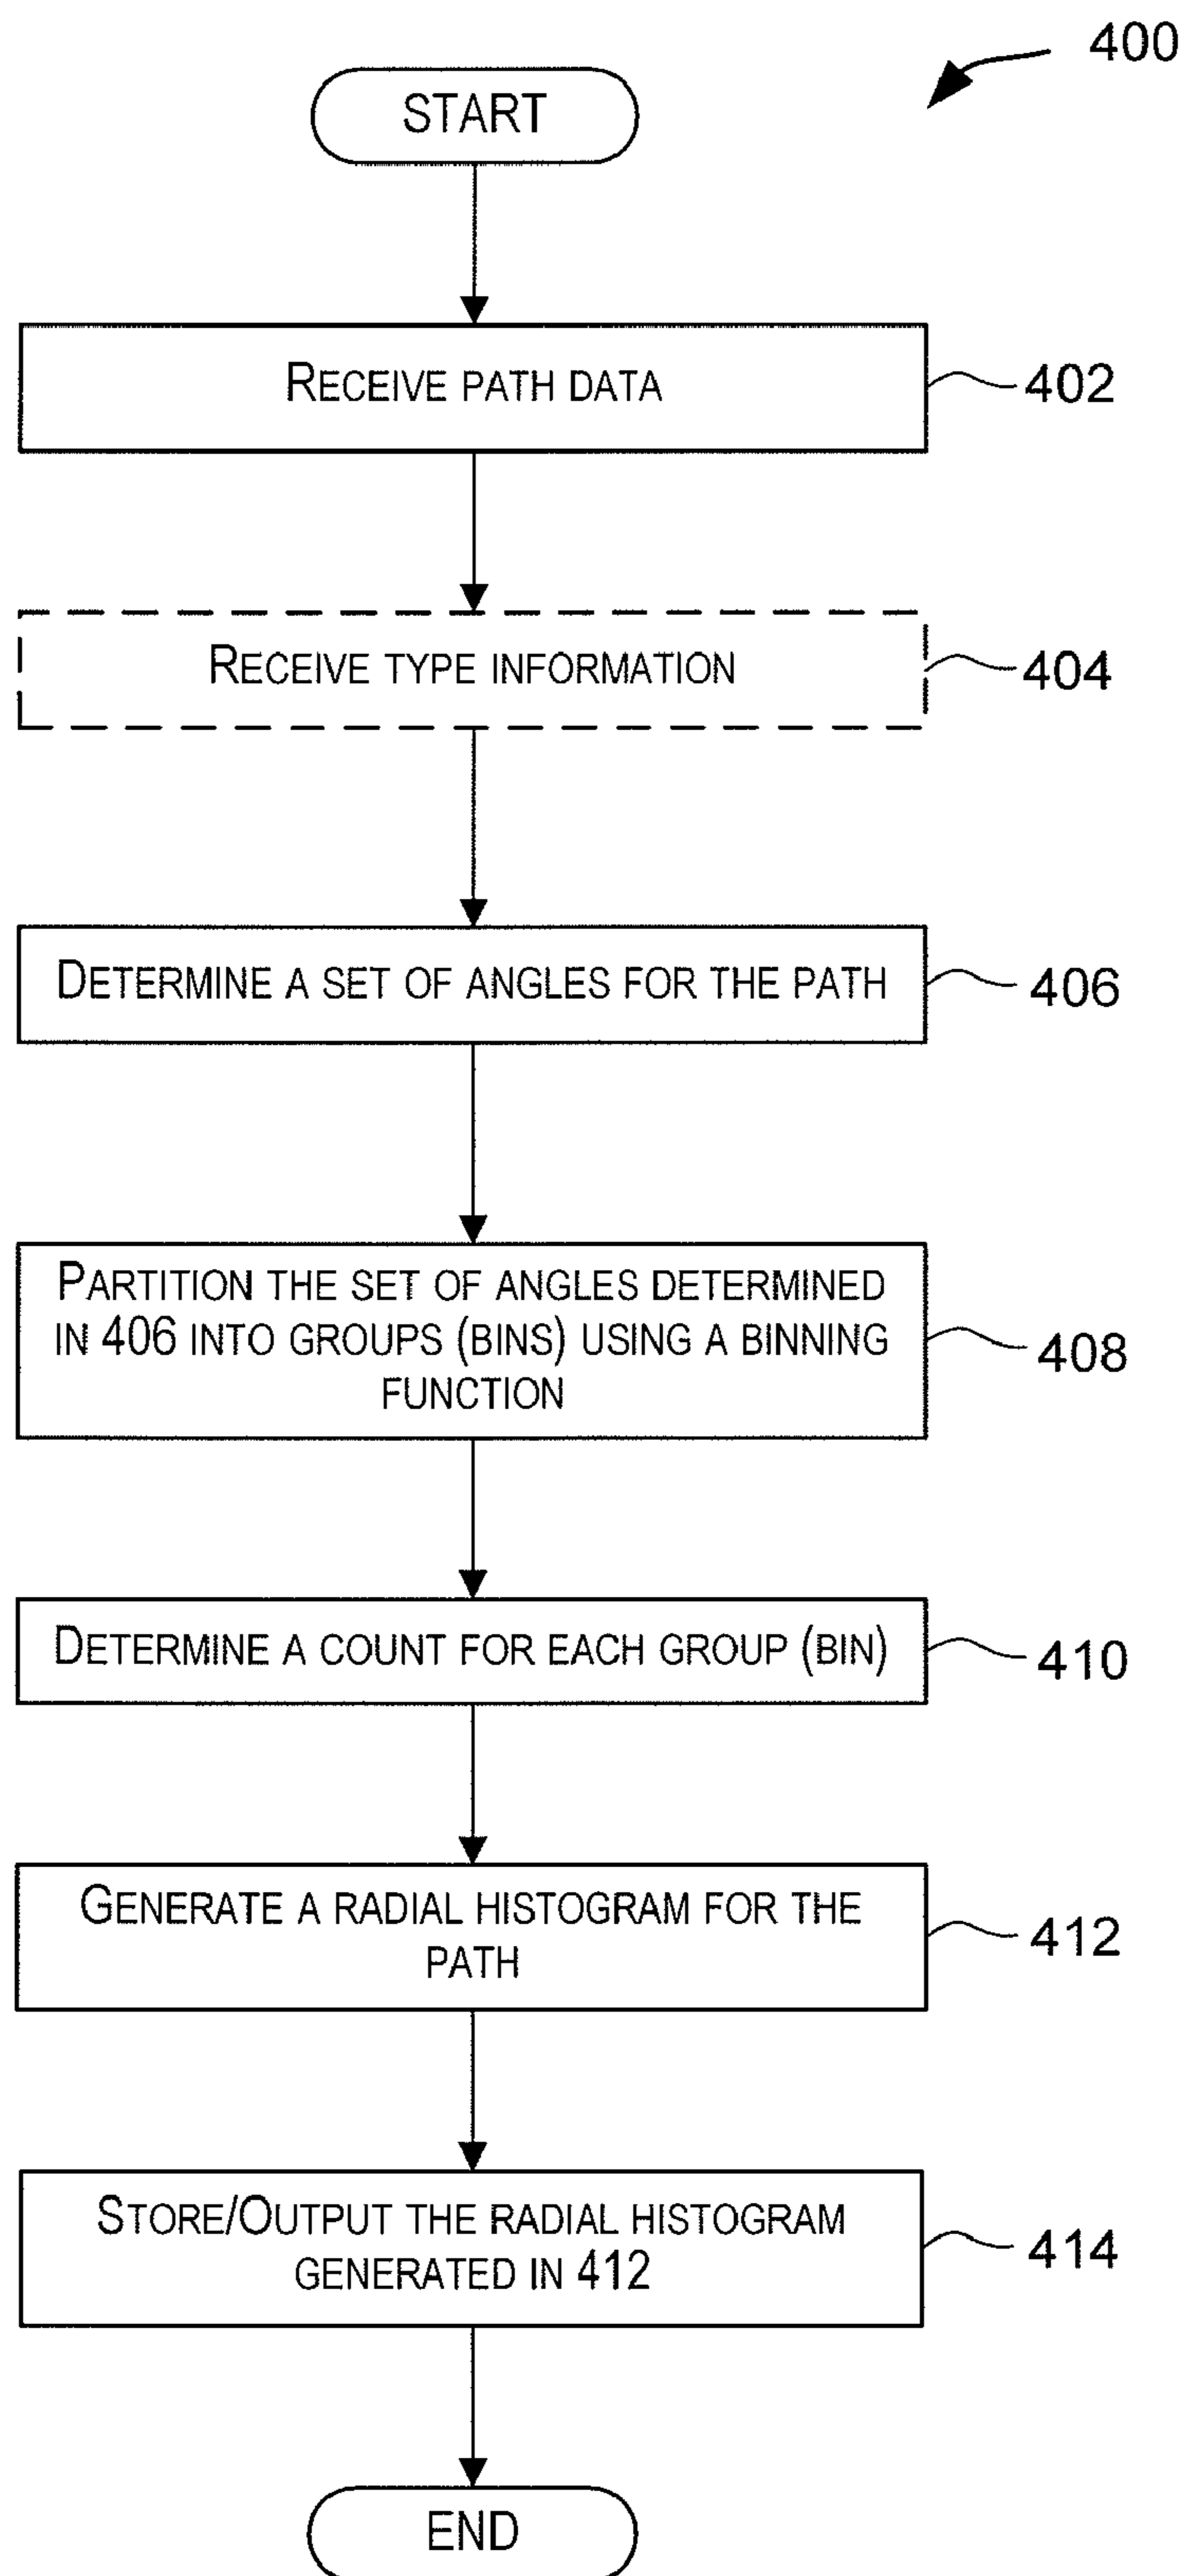 400
START
RECEIVE PATH DATA
402
RECEIVE TYPE INFORMATION
404
DETERMINE A SET OF ANGLES FOR THE PATH
406
PARTITION THE SET OF ANGLES DETERMINED
IN 406 INTO GROUPS (BINS) USING A BINNING
FUNCTION
408
DETERMINE A COUNT FOR EACH GROUP (BIN)
410
GENERATE A RADIAL HISTOGRAM FOR THE
PATH
412
STORE/OUTPUT THE RADIAL HISTOGRAM
GENERATED IN 412
414
END